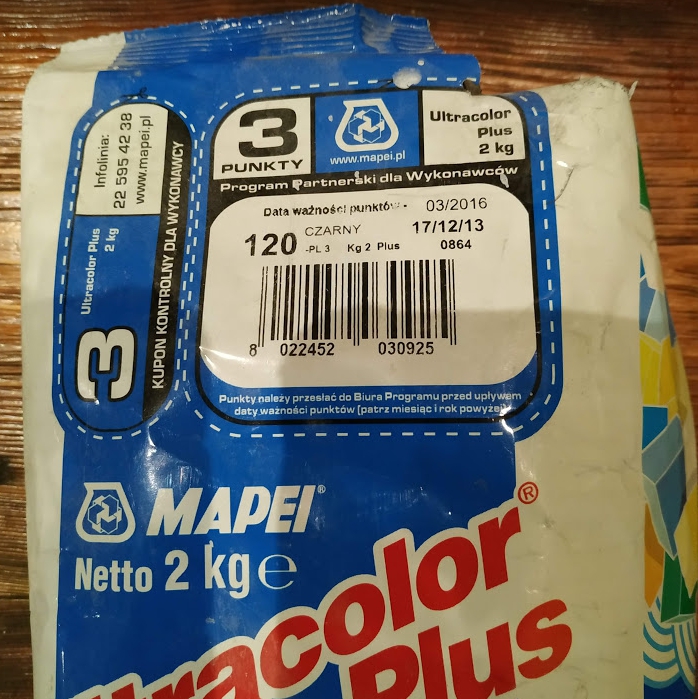 Infolinia:
22 595 42 38
www.mapei.pl
Ultracolor Plus
2 kg
3
KUPON KONTROLNY DLA WYKONAWCY
3
PUNKTY
www.mapei.pl
Ultracolor
Plus
2 kg
Program Partnerski dla Wykonawców
Data ważności punktów - 03/2016
120 CZARNY 17/12/13
-PL 3 Kg 2 Plus 0864
8 022452 030925
Punkty należy przesłać do Biura Programu przed upływem
daty ważności punktów (patrz miesiąc i rok powyżej)
MAPEI®
Netto 2 kg e
ltracolor®
Plus